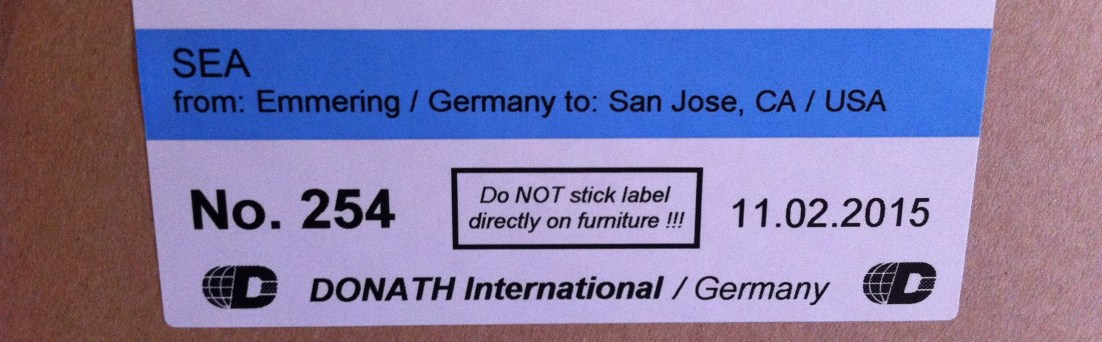 SEA
from: Emmering / Germany to: San Jose, CA / USA
No. 254
Do NOT stick label
directly on furniture !!!
11.02.2015
D DONATH International / Germany D